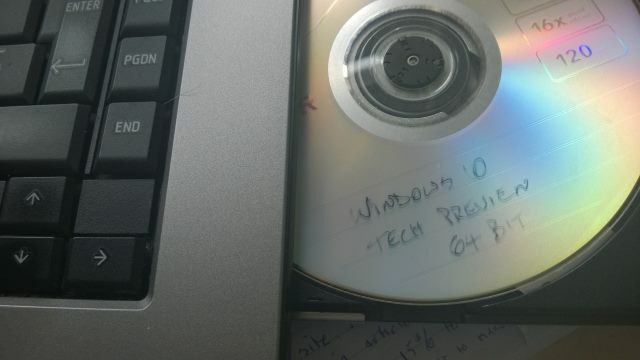 ENTER
PGDN
END
16x
120
WINDOWS 10
TECH PREVIEW
64 BIT